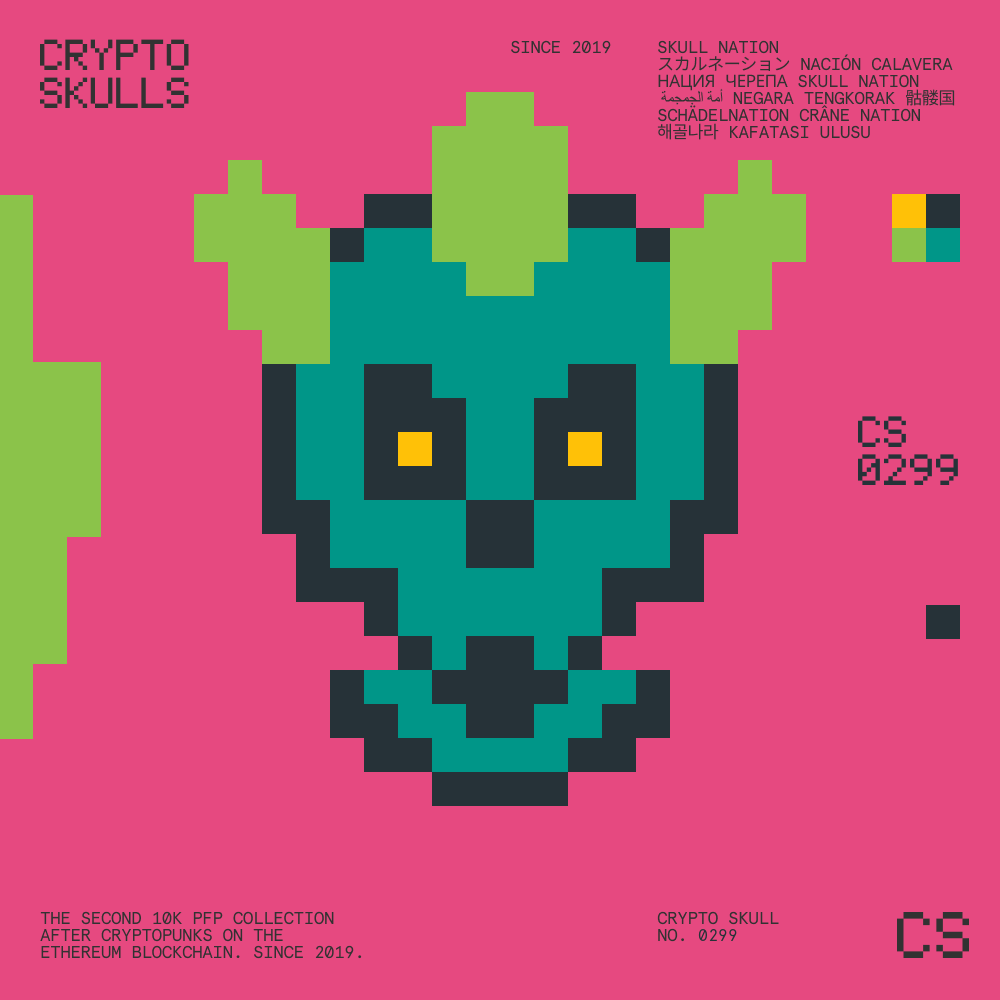 CRYPTO
SKULLS
SINCE 2019
SKULL NATION
スカルネーション NACIÓN CALAVERA
НАЦИЯ ЧЕРЕПА SKULL NATION
أمة الجمجمة NEGARA TENGKORAK 骷髅国
SCHÄDELNATION CRÂNE NATION
해골나라 KAFATASI ULUSU
CS
0299
THE SECOND 10K PFP COLLECTION
AFTER CRYPTOPUNKS ON THE
ETHEREUM BLOCKCHAIN. SINCE 2019.
CRYPTO SKULL
NO. 0299
CS